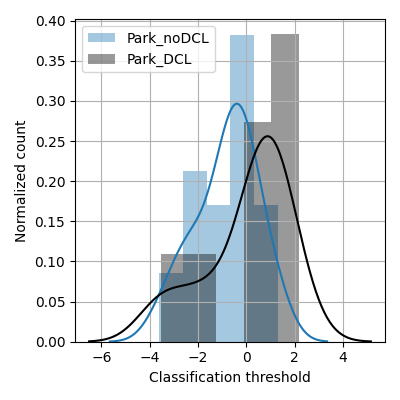 Park_noDCL
Park_DCL
Normalized count
0.40
0.35
0.30
0.25
0.20
0.15
0.10
0.05
0.00
−6 −4 −2 0 2 4
Classification threshold